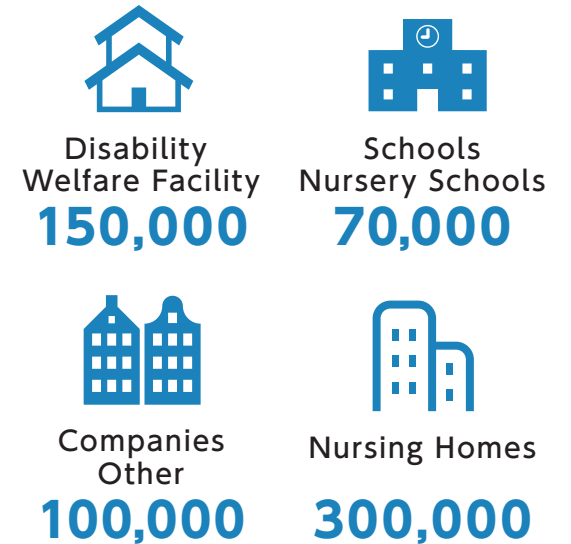 Disability
Welfare Facility
150,000
Schools
Nursery Schools
70,000
Companies
Other
100,000
Nursing Homes
300,000